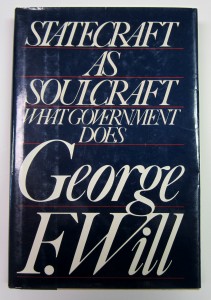 STATECRAFT
AS
SOULCRAFT
WHAT GOVERNMENT
DOES
George
F. Will